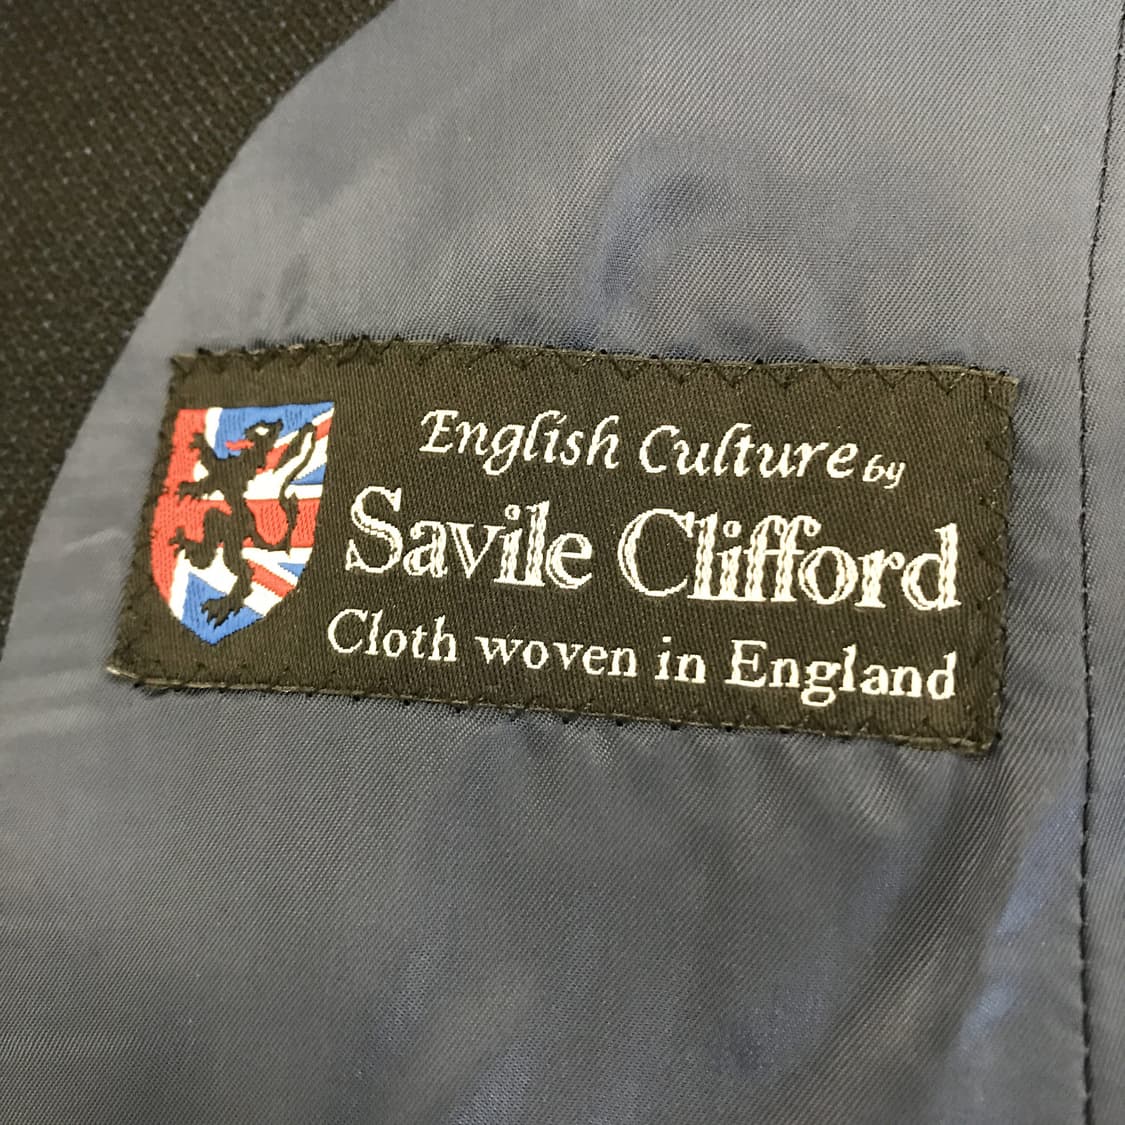 English Culture by
Savile Clifford
Cloth woven in England